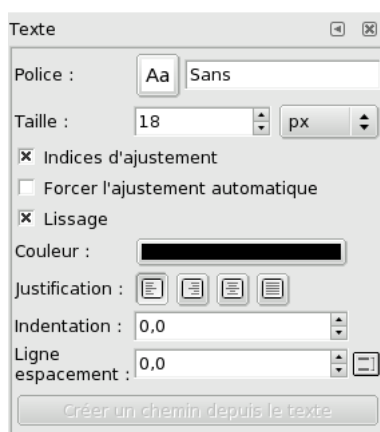 Texte
Police : Aa Sans
Taille : 18 px
Indices d'ajustement
Forcer l'ajustement automatique
Lissage
Couleur :
Justification :
Indentation : 0,0
Ligne
espacement : 0,0
Créer un chemin depuis le texte